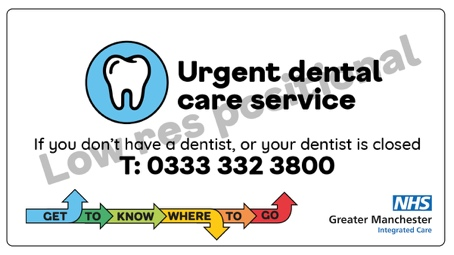 Urgent dental
care service
Low res positional
If you don't have a dentist, or your dentist is closed
T: 0333 332 3800
GET TO KNOW WHERE TO GO
NHS
Greater Manchester
Integrated Care